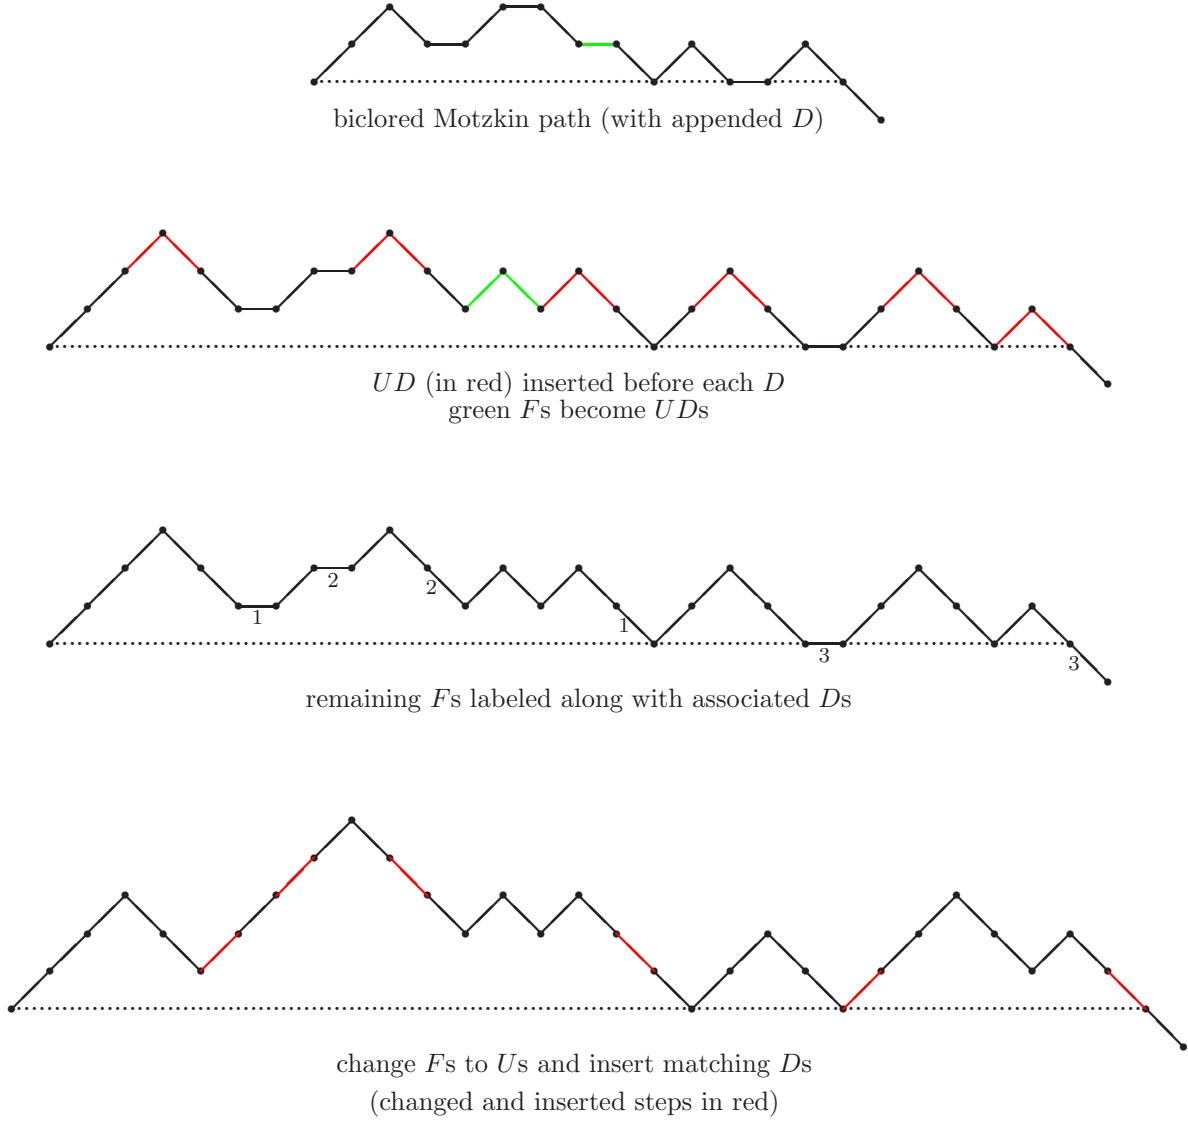 biclored Motzkin path (with appended D)
UD (in red) inserted before each D
green Fs become UDs
2
2
1
1
3
3
remaining Fs labeled along with associated Ds
change Fs to Us and insert matching Ds
(changed and inserted steps in red)